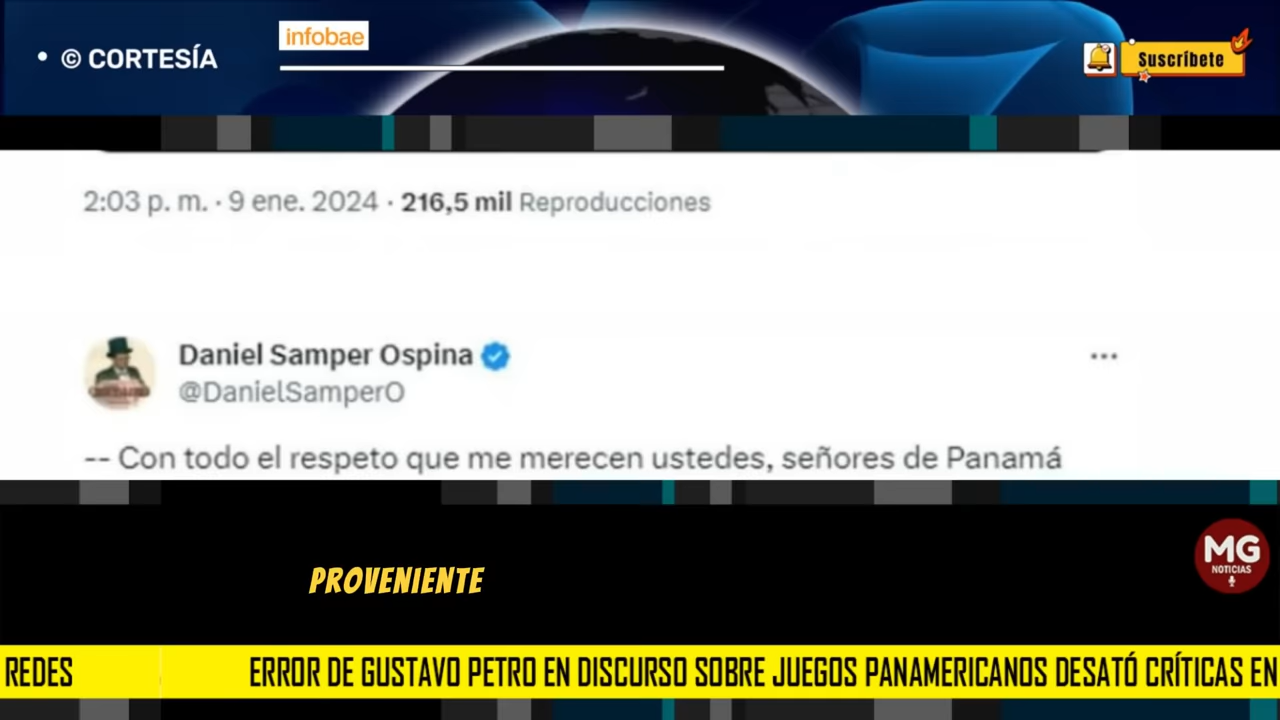 • © CORTESÍA
infobae
Suscríbete
2:03 p. m. · 9 ene. 2024 · 216,5 mil Reproducciones
Daniel Samper Ospina
@DanielSamperO
-- Con todo el respeto que me merecen ustedes, señores de Panamá
PROVENIENTE
MG
NOTICIAS
REDES ERROR DE GUSTAVO PETRO EN DISCURSO SOBRE JUEGOS PANAMERICANOS DESATÓ CRÍTICAS EN